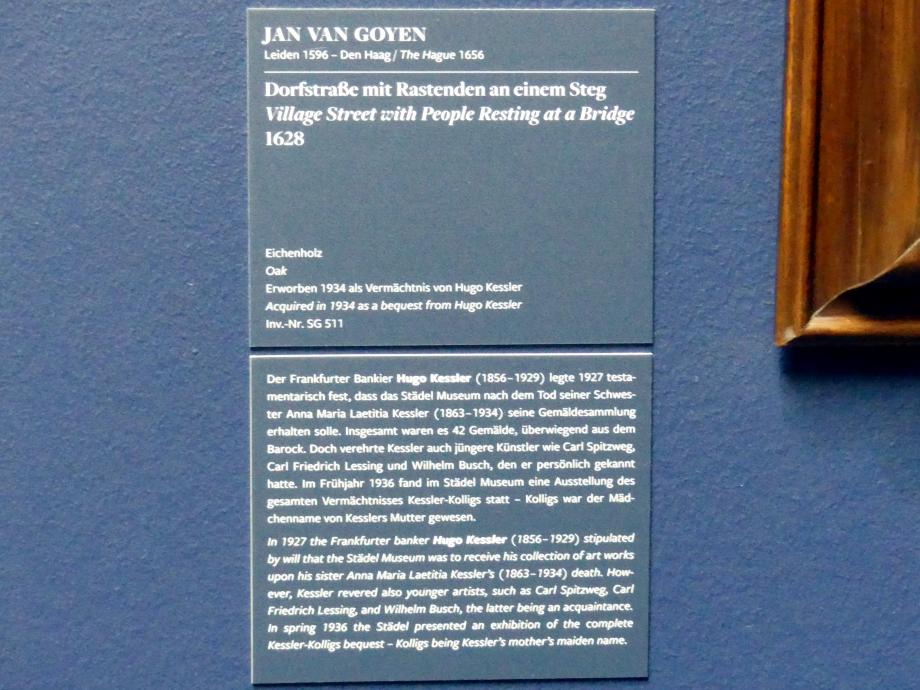 JAN VAN GOYEN
Leiden 1596 – Den Haag / The Hague 1656
Dorfstraße mit Rastenden an einem Steg
Village Street with People Resting at a Bridge
1628
Eichenholz
Oak
Erworben 1934 als Vermächtnis von Hugo Kessler
Acquired in 1934 as a bequest from Hugo Kessler
Inv.-Nr. SG 511
Der Frankfurter Bankier Hugo Kessler (1856–1929) legte 1927 testa-
mentarisch fest, dass das Städel Museum nach dem Tod seiner Schwes-
ter Anna Maria Laetitia Kessler (1863–1934) seine Gemäldesammlung
erhalten solle. Insgesamt waren es 42 Gemälde, überwiegend aus dem
Barock. Doch verehrte Kessler auch jüngere Künstler wie Carl Spitzweg,
Carl Friedrich Lessing und Wilhelm Busch, den er persönlich gekannt
hatte. Im Frühjahr 1936 fand im Städel Museum eine Ausstellung des
gesamten Vermächtnisses Kessler-Kolligs statt – Kolligs war der Mäd-
chenname von Kesslers Mutter gewesen.
In 1927 the Frankfurter banker Hugo Kessler (1856–1929) stipulated
by will that the Städel Museum was to receive his collection of art works
upon his sister Anna Maria Laetitia Kessler's (1863–1934) death. How-
ever, Kessler revered also younger artists, such as Carl Spitzweg, Carl
Friedrich Lessing, and Wilhelm Busch, the latter being an acquaintance.
In spring 1936 the Städel presented an exhibition of the complete
Kessler-Kolligs bequest – Kolligs being Kessler's mother's maiden name.